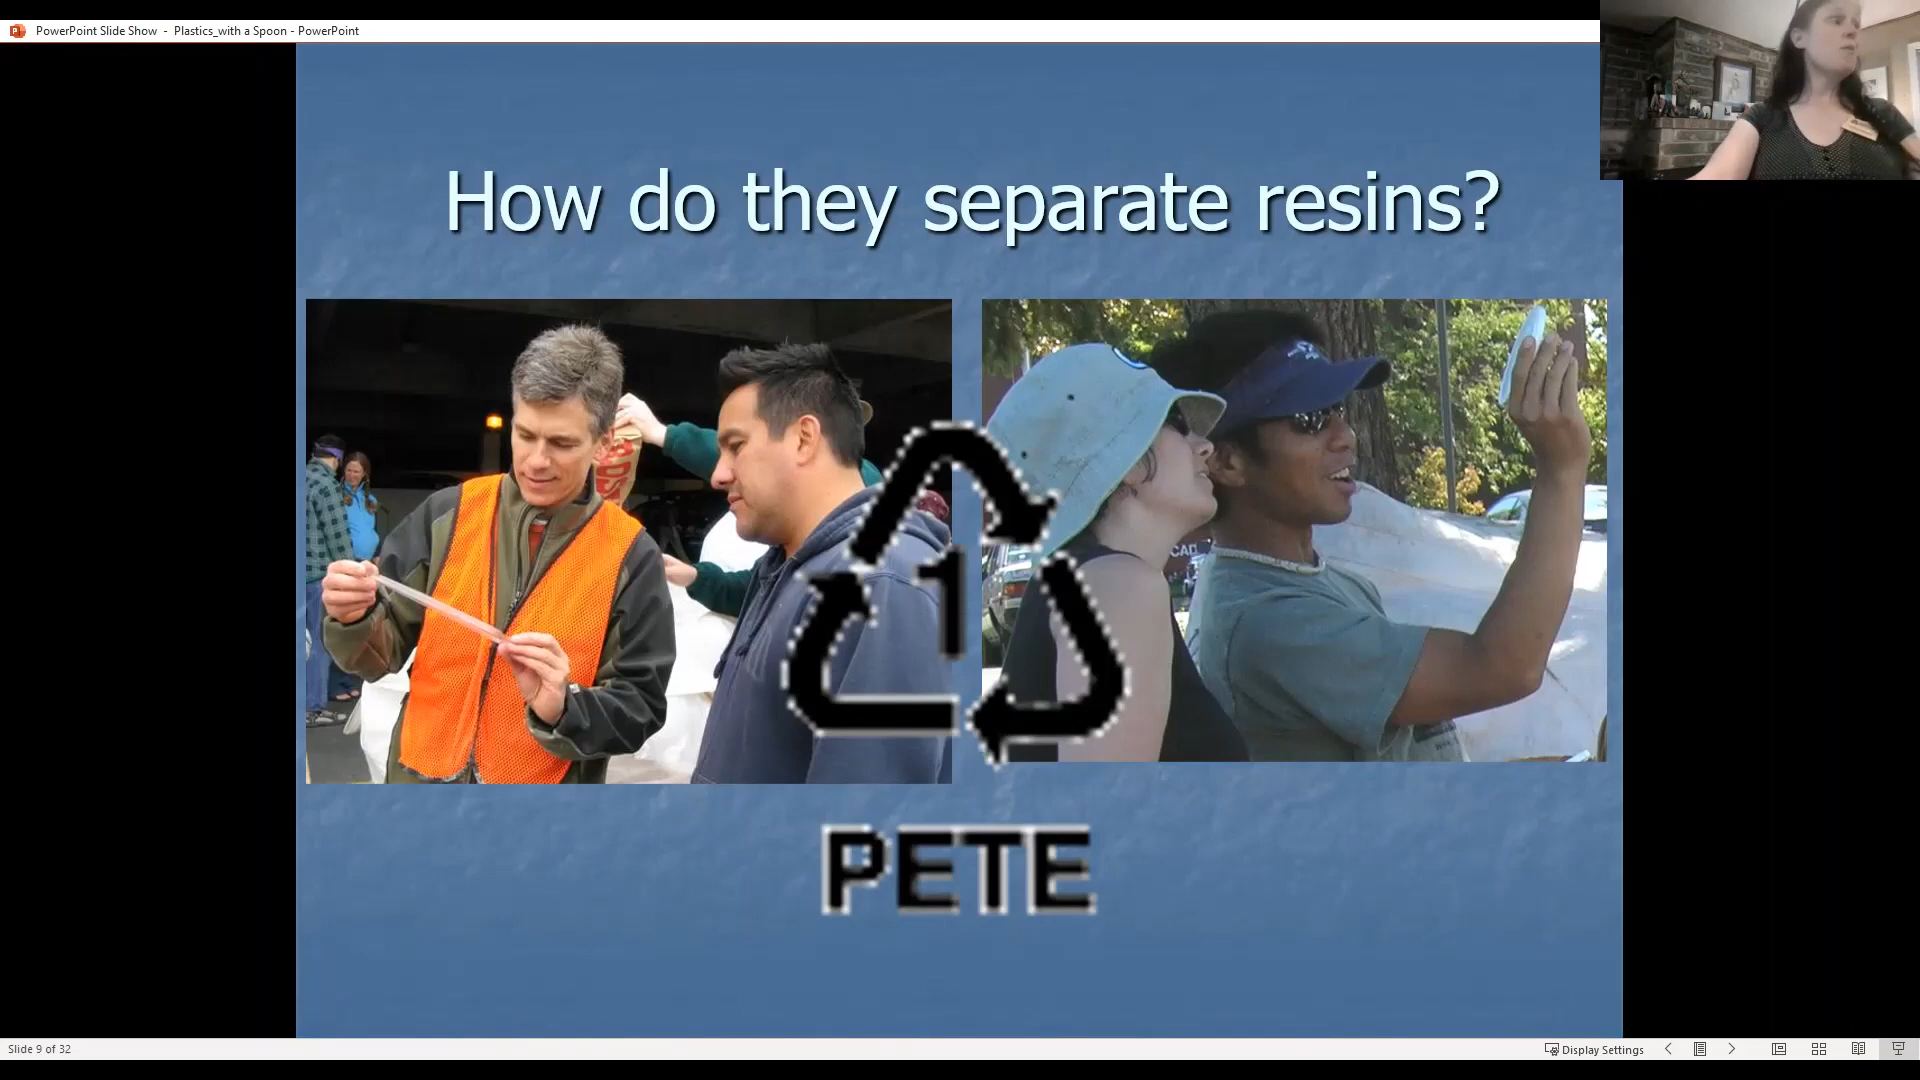 PowerPoint Slide Show - Plastics_with a Spoon - PowerPoint
How do they separate resins?
1
PETE
Slide 9 of 32
Display Settings